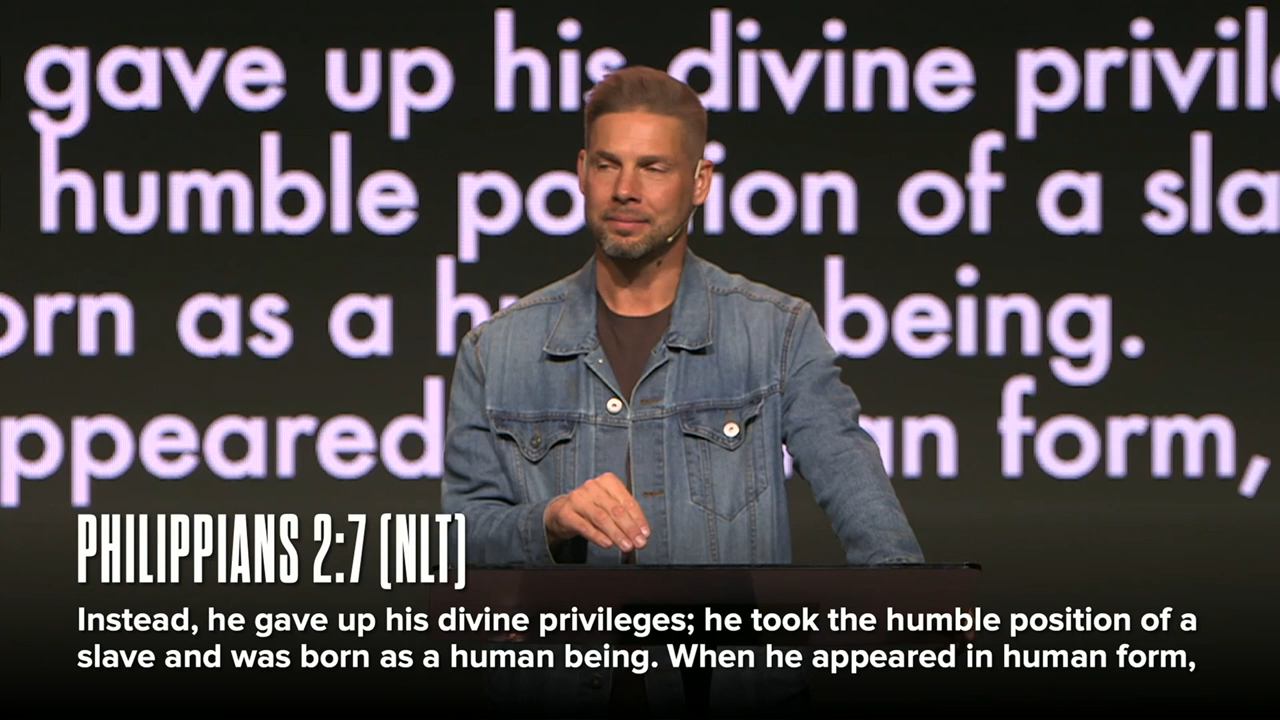 gave up his divine privil
humble po ion of a sla
orn as a h being.
appeared an form,
PHILIPPIANS 2:7 (NLT)
Instead, he gave up his divine privileges; he took the humble position of a
slave and was born as a human being. When he appeared in human form,